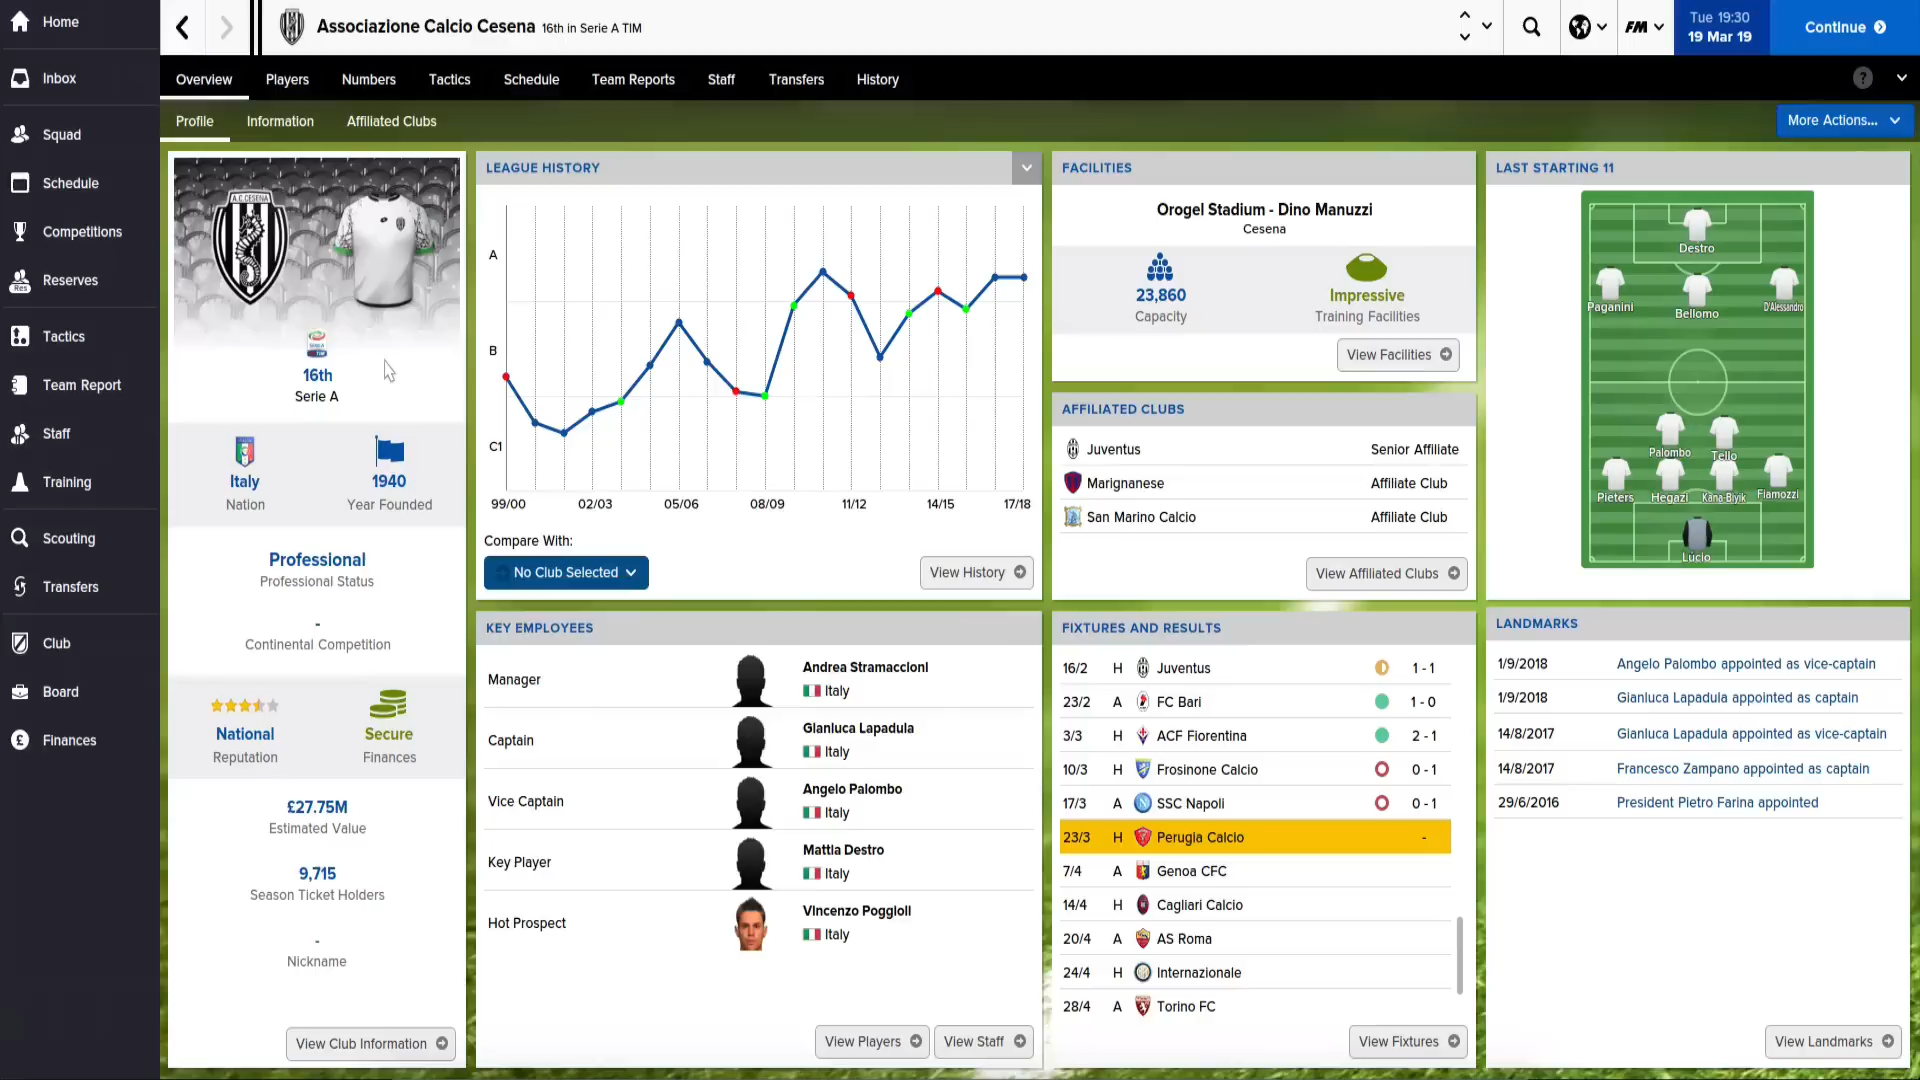 Home
Inbox
Squad
Schedule
Competitions
Res Reserves
Tactics
Team Report
Staff
Training
Scouting
Transfers
Club
Board
Finances
Associazione Calcio Cesena 16th in Serie A TIM
FM
Tue 19:30
19 Mar 19
Continue
Overview Players Numbers Tactics Schedule Team Reports Staff Transfers History
?
Profile Information Affiliated Clubs
More Actions...
A.C. CESENA
16th
Serie A
Italy
Nation
1940
Year Founded
Professional
Professional Status
-
Continental Competition
National
Reputation
Secure
Finances
£27.75M
Estimated Value
9,715
Season Ticket Holders
-
Nickname
View Club Information
LEAGUE HISTORY
A
B
C1
99/00 02/03 05/06 08/09 11/12 14/15 17/18
Compare With:
No Club Selected
View History
KEY EMPLOYEES
Manager Andrea Stramaccioni
Italy
Captain Gianluca Lapadula
Italy
Vice Captain Angelo Palombo
Italy
Key Player Mattia Destro
Italy
Hot Prospect Vincenzo Poggioli
Italy
View Players
View Staff
FACILITIES
Orogel Stadium - Dino Manuzzi
Cesena
23,860
Capacity
Impressive
Training Facilities
View Facilities
AFFILIATED CLUBS
Juventus Senior Affiliate
Marignanese Affiliate Club
San Marino Calcio Affiliate Club
View Affiliated Clubs
FIXTURES AND RESULTS
16/2 H Juventus 1 - 1
23/2 A FC Bari 1 - 0
3/3 H ACF Fiorentina 2 - 1
10/3 H Frosinone Calcio 0 - 1
17/3 A SSC Napoli 0 - 1
23/3 H Perugia Calcio -
7/4 A Genoa CFC
14/4 H Cagliari Calcio
20/4 A AS Roma
24/4 H Internazionale
28/4 A Torino FC
View Fixtures
LAST STARTING 11
Destro
Paganini
Bellomo
D'Alessandro
Palombo
Tello
Pieters
Hegazi
Kana-Biyik
Fiamozzi
Lúcio
LANDMARKS
1/9/2018 Angelo Palombo appointed as vice-captain
1/9/2018 Gianluca Lapadula appointed as captain
14/8/2017 Gianluca Lapadula appointed as vice-captain
14/8/2017 Francesco Zampano appointed as captain
29/6/2016 President Pietro Farina appointed
View Landmarks